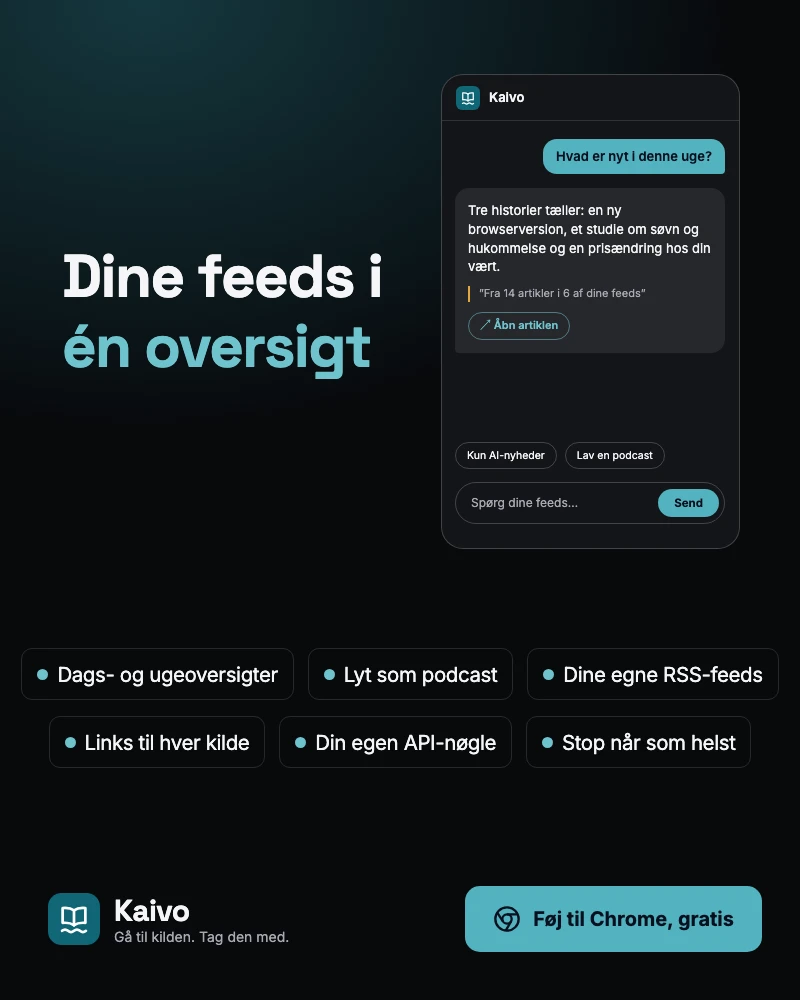 Dine feeds i
én oversigt
Kaivo
Hvad er nyt i denne uge?
Tre historier tæller: en ny
browserversion, et studie om søvn og
hukommelse og en prisændring hos din
vært.
"Fra 14 artikler i 6 af dine feeds"
↗ Åbn artiklen
Kun AI-nyheder
Lav en podcast
Spørg dine feeds...
Send
Dags- og ugeoversigter
Lyt som podcast
Dine egne RSS-feeds
Links til hver kilde
Din egen API-nøgle
Stop når som helst
Kaivo
Gå til kilden. Tag den med.
Føj til Chrome, gratis